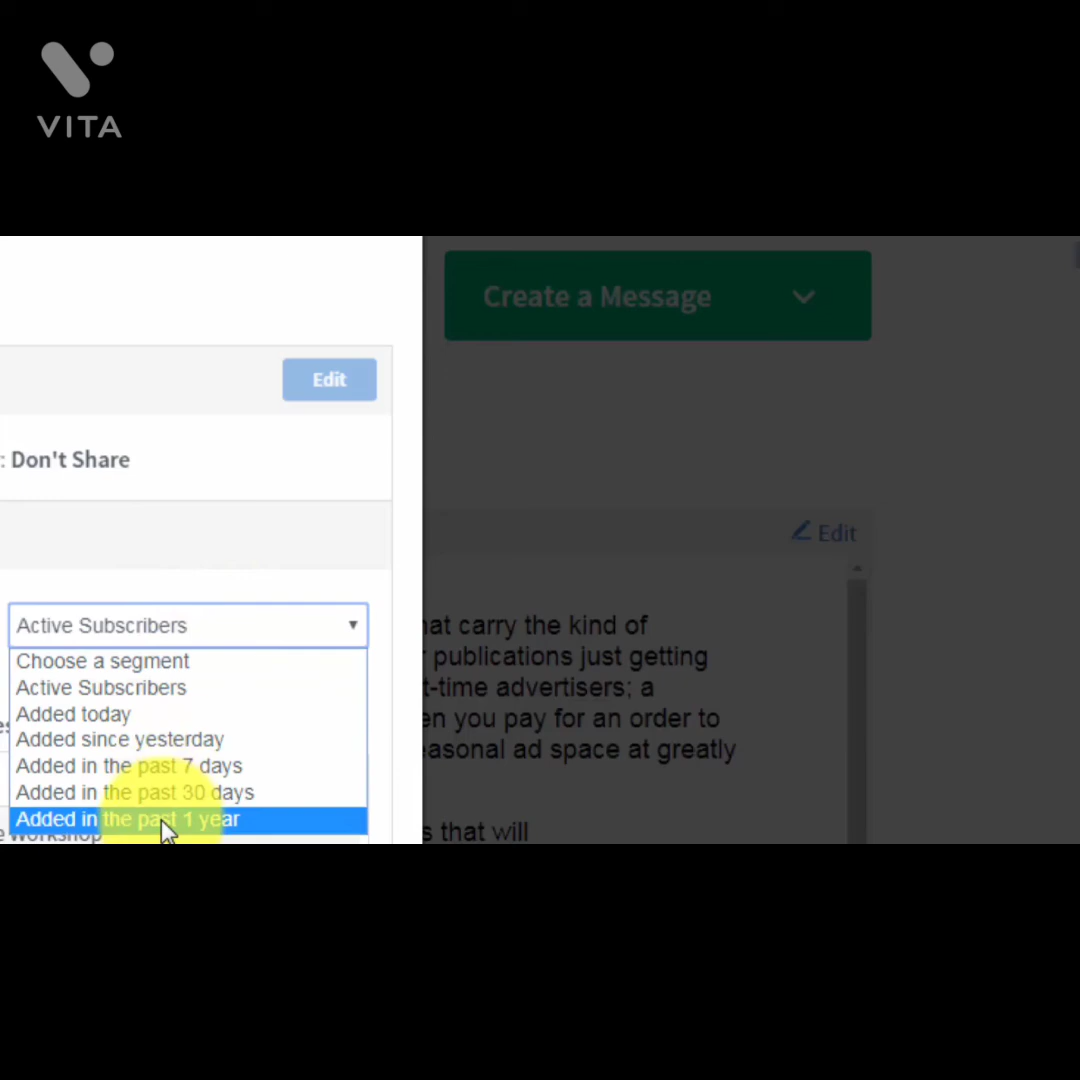 VITA
Create a Message
Edit
: Don't Share
Edit
Active Subscribers
Choose a segment
Active Subscribers
Added today
Added since yesterday
Added in the past 7 days
Added in the past 30 days
Added in the past 1 year
Workshop
hat carry the kind of
publications just getting
t-time advertisers; a
en you pay for an order to
easonal ad space at greatly
s that will